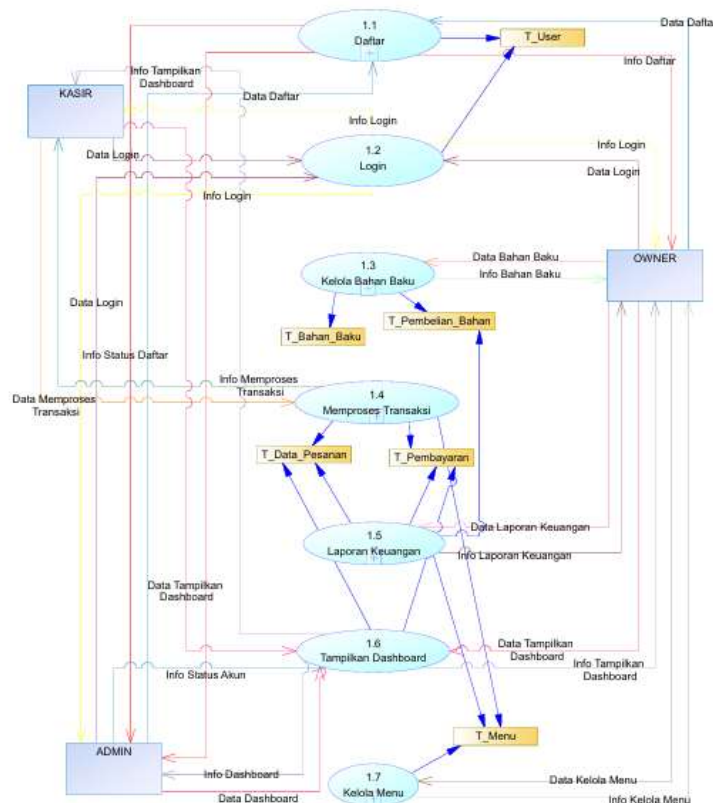 1.1
Daftar
Data Dafta
T_User
Info Tampilkan
Dashboard
Info Daftar
KASIR
Data Daftar
Info Login
Info Login
1.2
Login
Data Login
Data Login
Info Login
1.3
Kelola Bahan Baku
Data Bahan Baku
Info Bahan Baku
OWNER
Data Login
T_Pembelian_Bahan
T_Bahan_Baku
Info Status Daftar
Info Memproses
Transaksi
Data Memproses
Transaksi
1.4
Memproses Transaksi
T_Data_Pesanan
T_Pembayaran
Data Laporan Keuangan
1.5
Laporan Keuangan
Info Laporan Keuangan
Data Tampilkan
Dashboard
1.6
Tampilkan Dashboard
Data Tampilkan
Dashboard
Info Status Akun
Info Tampilkan
Dashboard
T_Menu
ADMIN
Info Dashboard
Data Dashboard
1.7
Kelola Menu
Data Kelola Menu
Info Kelola Menu